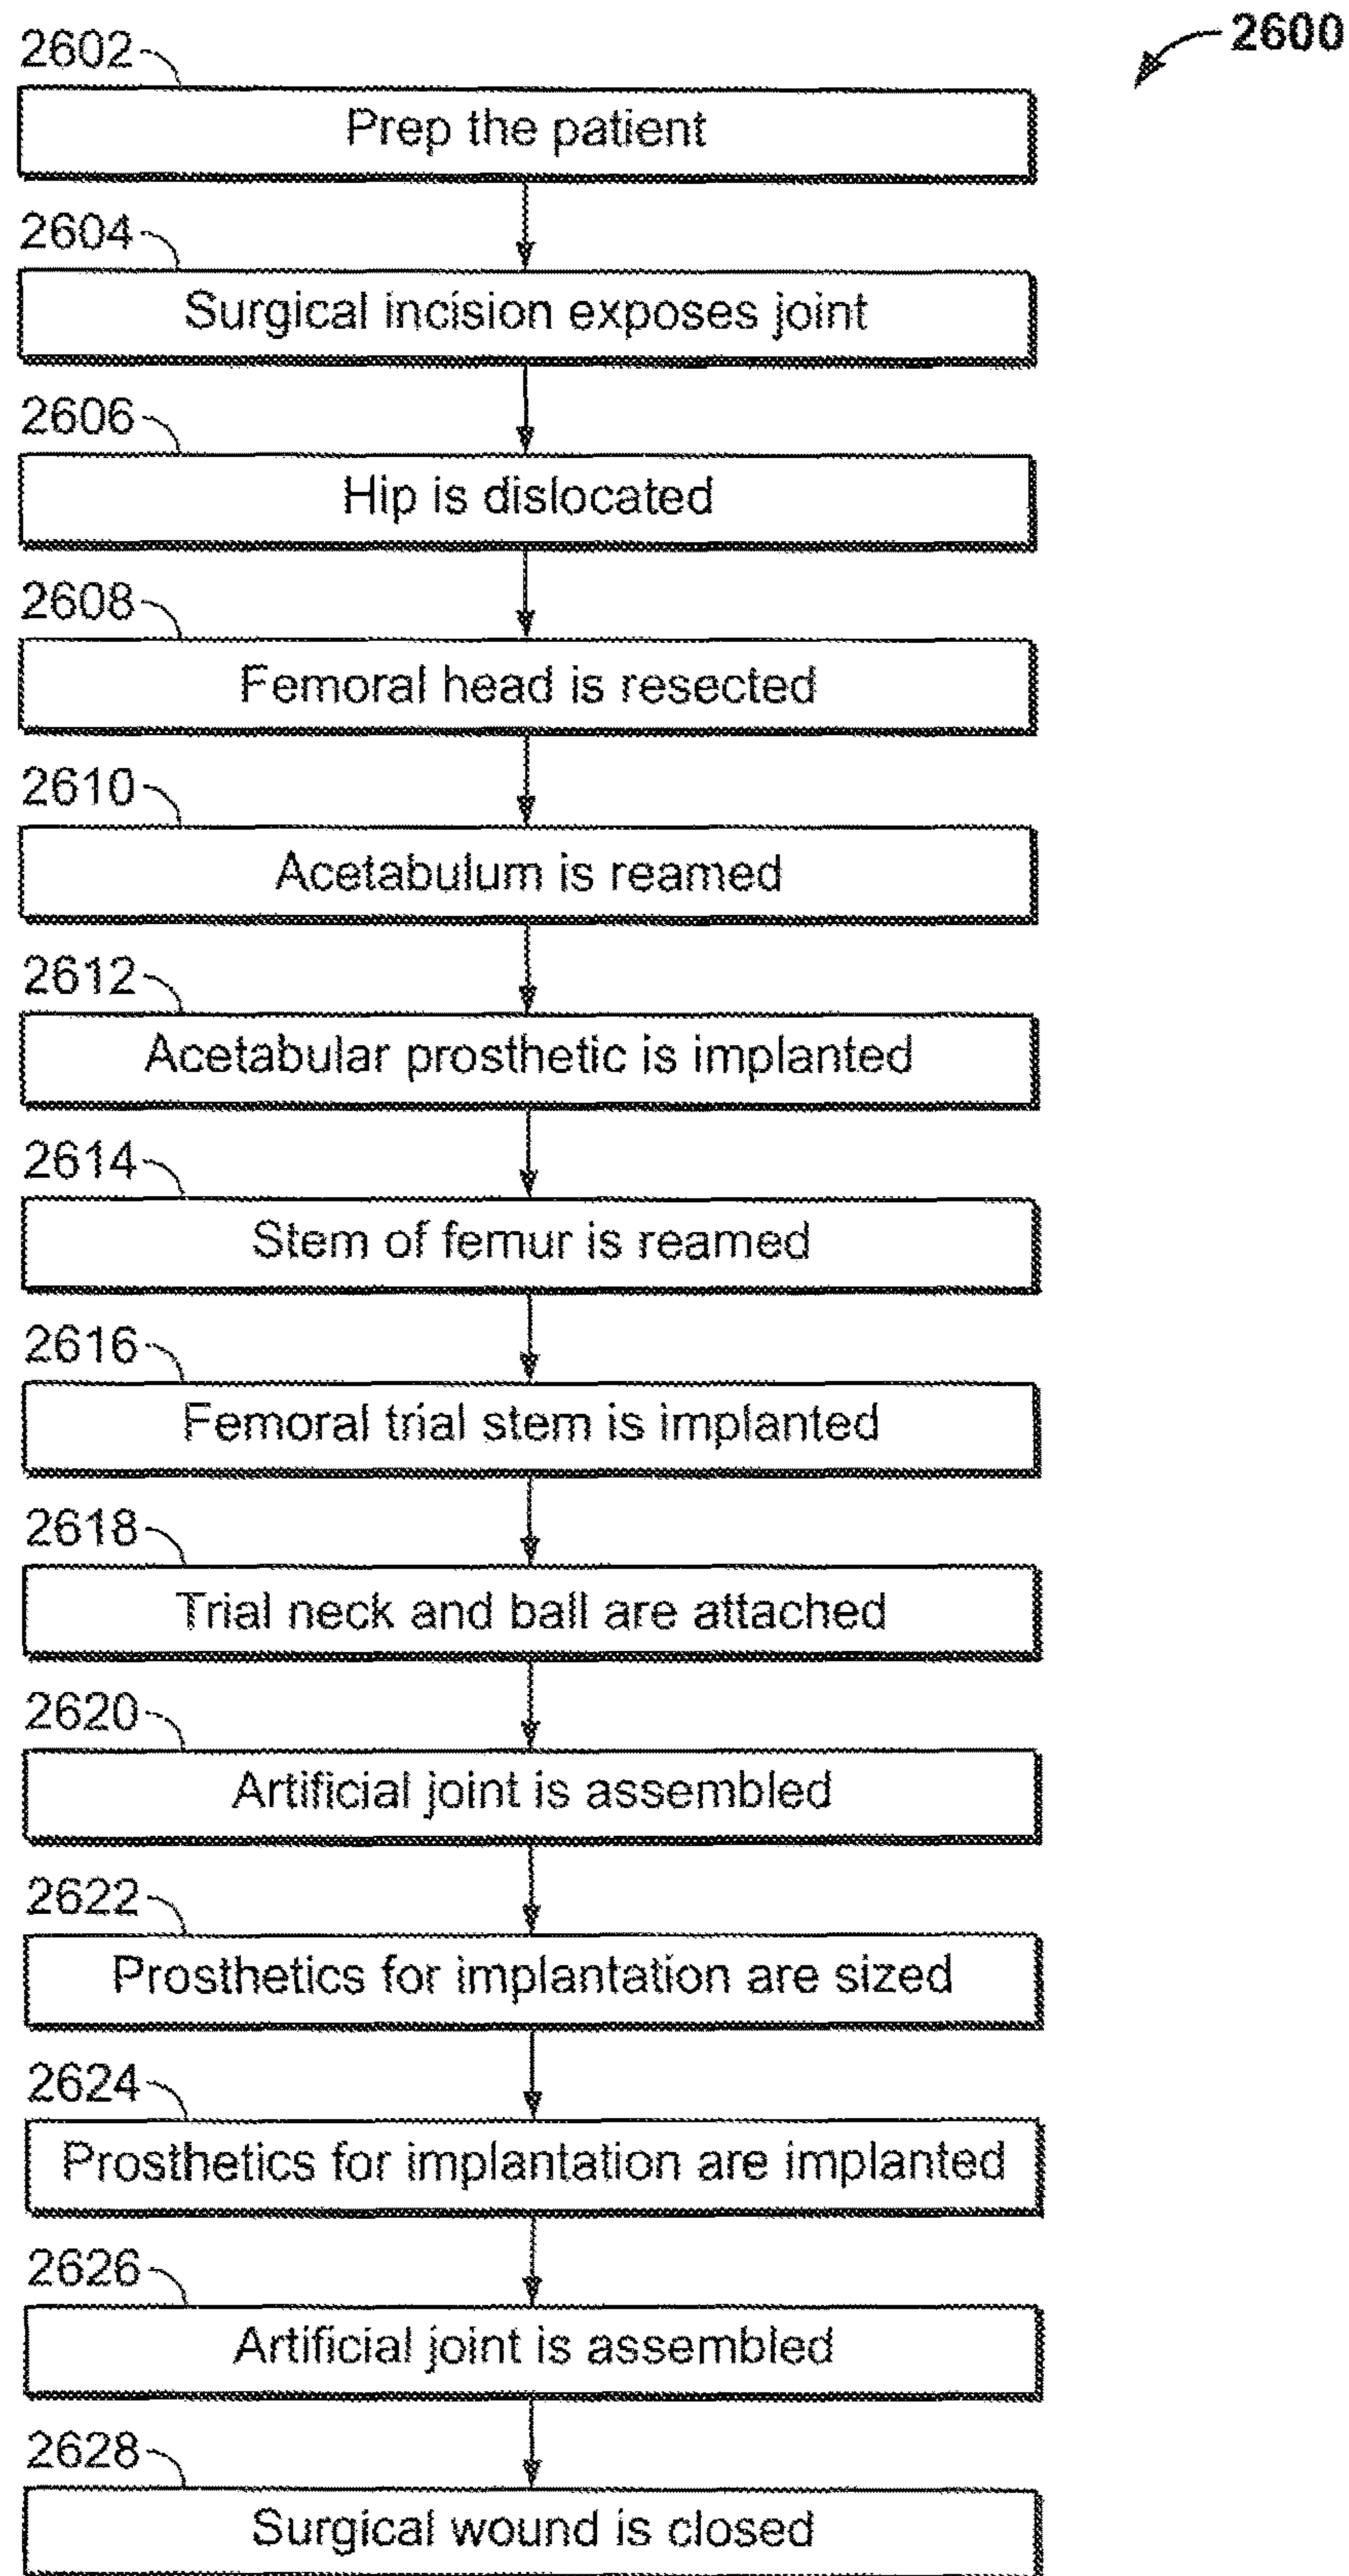 2600
2602
Prep the patient
2604
Surgical incision exposes joint
2606
Hip is dislocated
2608
Femoral head is resected
2610
Acetabulum is reamed
2612
Acetabular prosthetic is implanted
2614
Stem of femur is reamed
2616
Femoral trial stem is implanted
2618
Trial neck and ball are attached
2620
Artificial joint is assembled
2622
Prosthetics for implantation are sized
2624
Prosthetics for implantation are implanted
2626
Artificial joint is assembled
2628
Surgical wound is closed